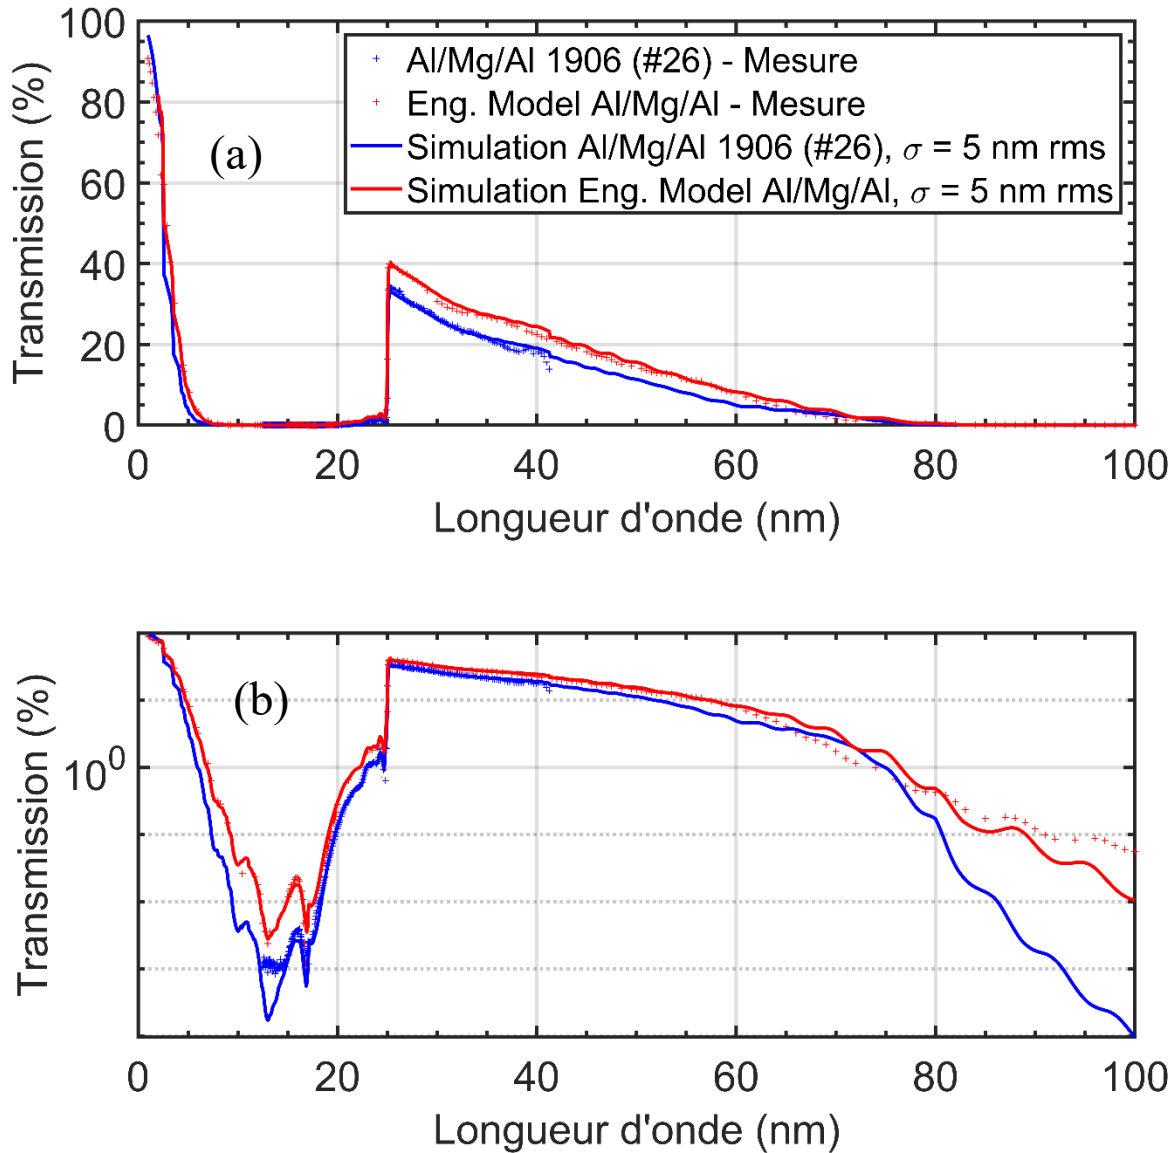 100
80
60
40
20
0
Transmission (%)
(a)
Al/Mg/Al 1906 (#26) - Mesure
Eng. Model Al/Mg/Al - Mesure
Simulation Al/Mg/Al 1906 (#26), σ = 5 nm rms
Simulation Eng. Model Al/Mg/Al, σ = 5 nm rms
0 20 40 60 80 100
Longueur d'onde (nm)
Transmission (%)
10⁰
(b)
0 20 40 60 80 100
Longueur d'onde (nm)